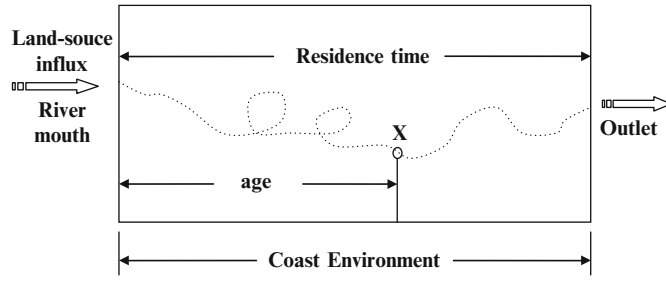 Land-souce
influx
River
mouth
Residence time
X
Outlet
age
Coast Environment